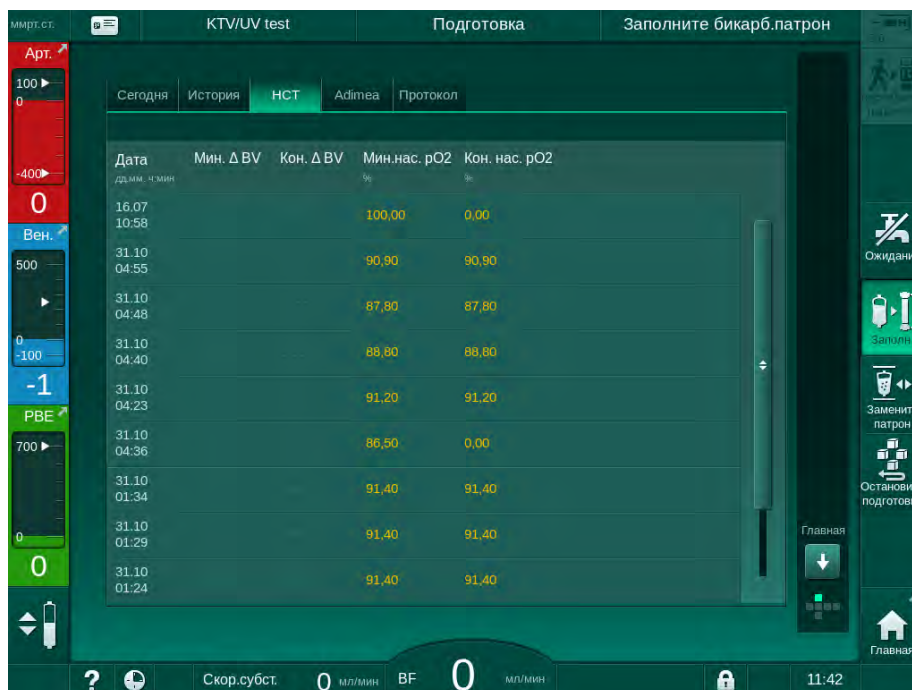 ммрт.ст.
KTV/UV test
Подготовка
Заполните бикарб.патрон
Арт.
100
0
-400
0
Вен.
500
0
-100
-1
PBE
700
0
0
Сегодня История HCT Adimea Протокол
Дата Мин. Δ BV Кон. Δ BV Мин.нас. pO2 Кон. нас. pO2
дд.мм. ч:мин % %
16.07
10:58 100,00 0,00
31.10
04:55 90,90 90,90
31.10
04:48 87,80 87,80
31.10
04:40 88,80 88,80
31.10
04:23 91,20 91,20
31.10
04:36 86,50 0,00
31.10
01:34 91,40 91,40
31.10
01:29 91,40 91,40
31.10
01:24 91,40 91,40
Главная
Ожидани
Заполн
Заменит
патрон
Останови
подготов
Главная
? Скор.субст. 0 мл/мин BF 0 мл/мин 11:42